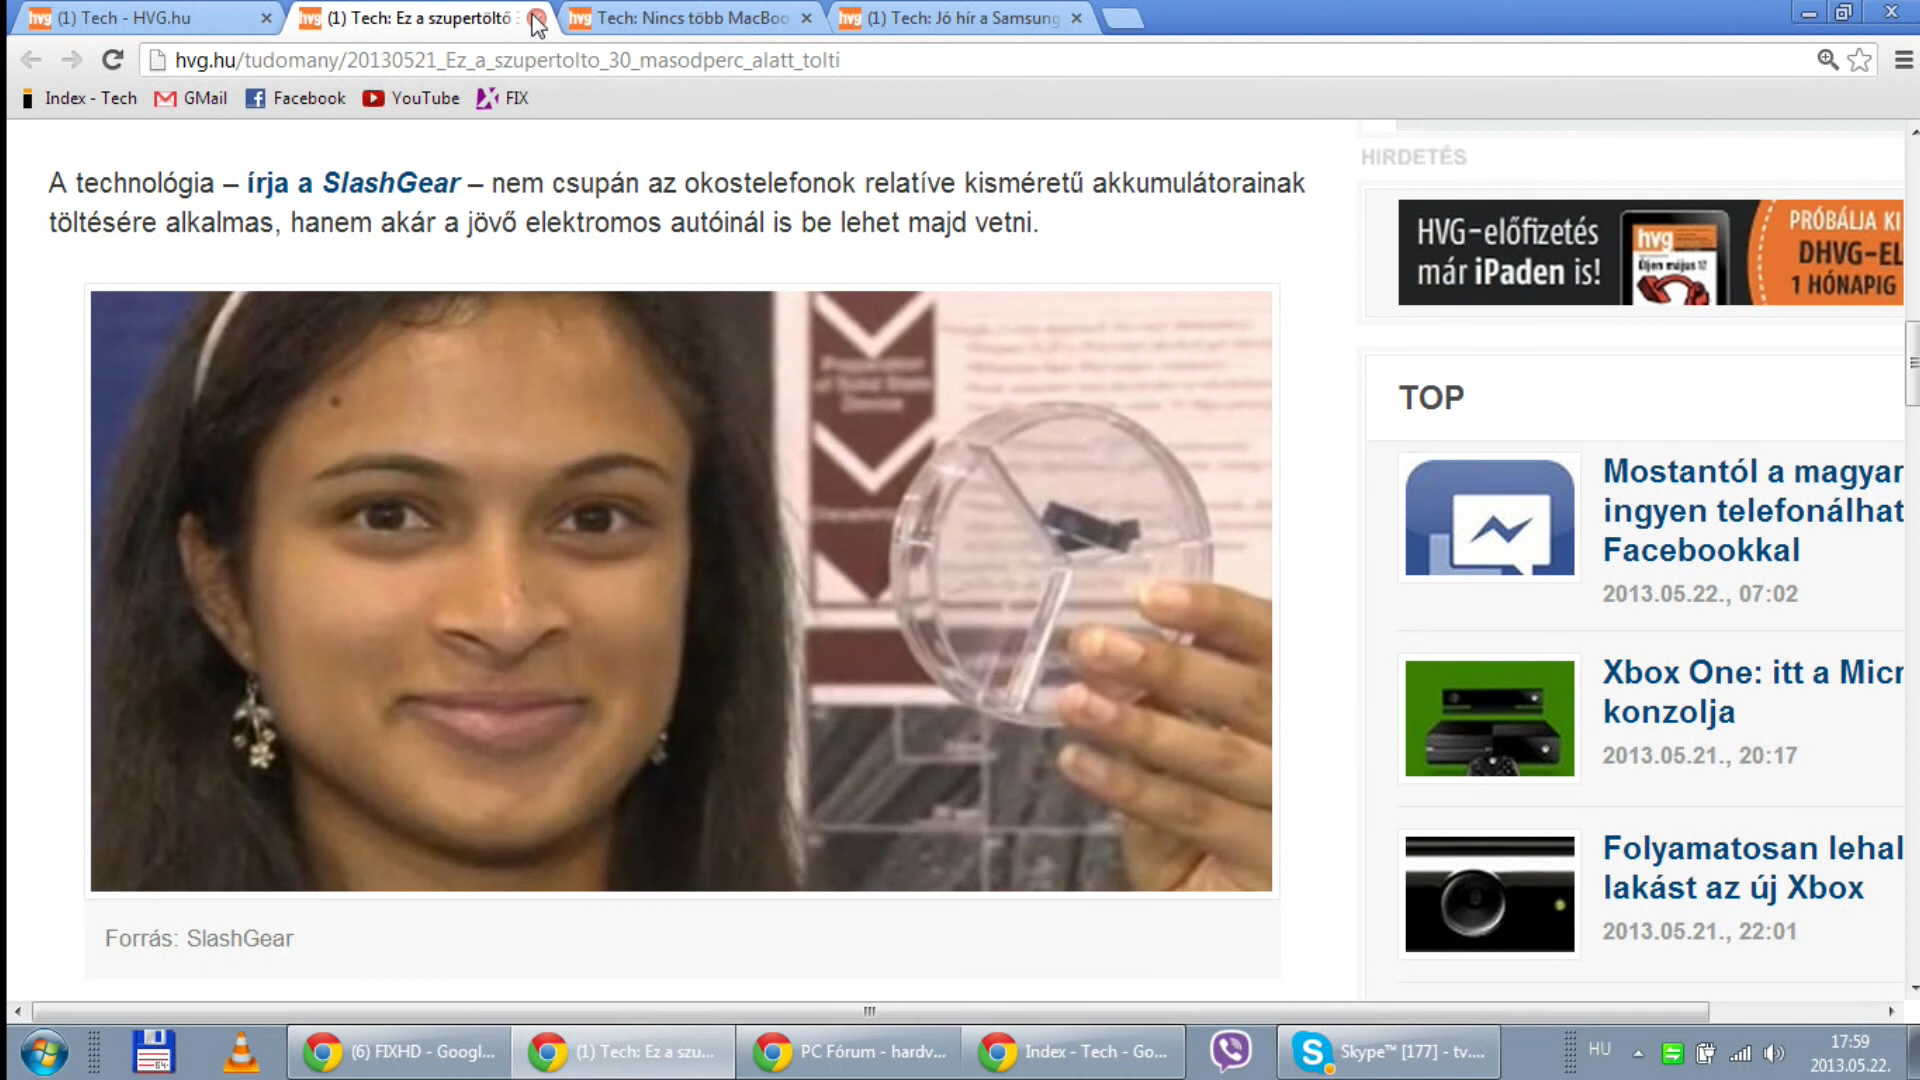 (1) Tech - HVG.hu
(1) Tech: Ez a szupertöltő
Tech: Nincs több MacBoo
(1) Tech: Jó hír a Samsung
hvg.hu/tudomany/20130521_Ez_a_szupertolto_30_masodperc_alatt_tolti
Index - Tech
GMail
Facebook
YouTube
FIX
A technológia – írja a SlashGear – nem csupán az okostelefonok relatíve kisméretű akkumulátorainak
töltésére alkalmas, hanem akár a jövő elektromos autóinál is be lehet majd vetni.
Preparation
of Solid State
Device
Forrás: SlashGear
HIRDETÉS
HVG-előfizetés
már iPaden is!
hvg
PRÓBÁLJA KI
DHVG-EL
1 HÓNAPIG
TOP
Mostantól a magyar
ingyen telefonálhat
Facebookkal
2013.05.22., 07:02
Xbox One: itt a Micr
konzolja
2013.05.21., 20:17
Folyamatosan lehal
lakást az új Xbox
2013.05.21., 22:01
(6) FIXHD - Googl...
(1) Tech: Ez a szu...
PC Fórum - hardv...
Index - Tech - Go...
Skype™ [177] - tv....
HU
17:59
2013.05.22.